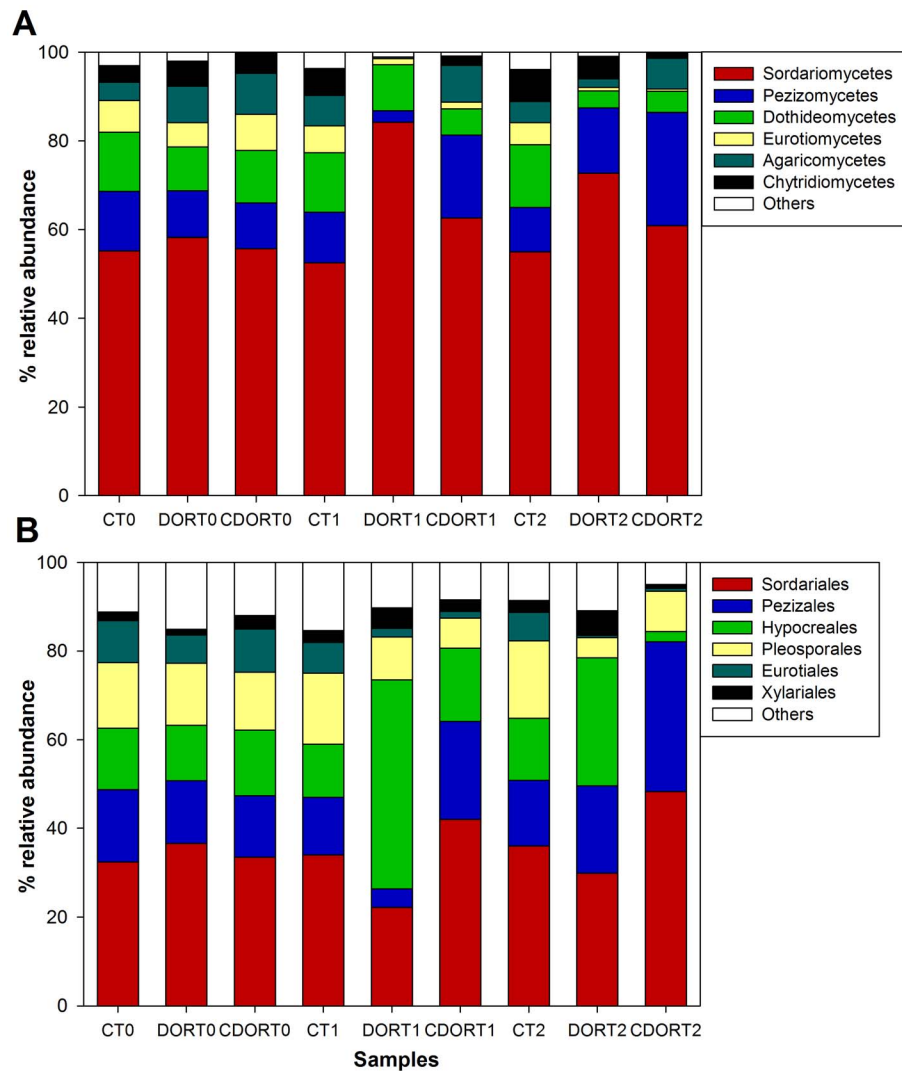 A
% relative abundance
100
80
60
40
20
0
CT0 DORT0 CDORT0 CT1 DORT1 CDORT1 CT2 DORT2 CDORT2
Sordariomycetes
Pezizomycetes
Dothideomycetes
Eurotiomycetes
Agaricomycetes
Chytridiomycetes
Others
B
% relative abundance
100
80
60
40
20
0
CT0 DORT0 CDORT0 CT1 DORT1 CDORT1 CT2 DORT2 CDORT2
Samples
Sordariales
Pezizales
Hypocreales
Pleosporales
Eurotiales
Xylariales
Others